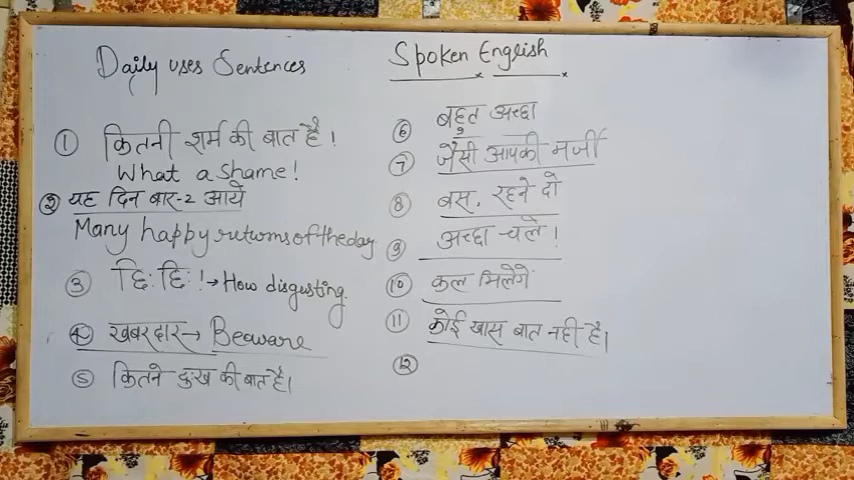 Daily uses Sentences
① कितनी शर्म की बात है।
What a shame!
② यह दिन बार-२ आये
Many happy returns of the day
③ छि: छि: ! → How disgusting.
④ खबरदार → Beware
⑤ कितने दुःख की बात है।
Spoken English
⑥ बहुत अच्छा
⑦ जैसी आपकी मर्जी
⑧ बस, रहने दो
⑨ अच्छा चले!
⑩ कल मिलेगें
⑪ कोई खास बात नही है।
⑫